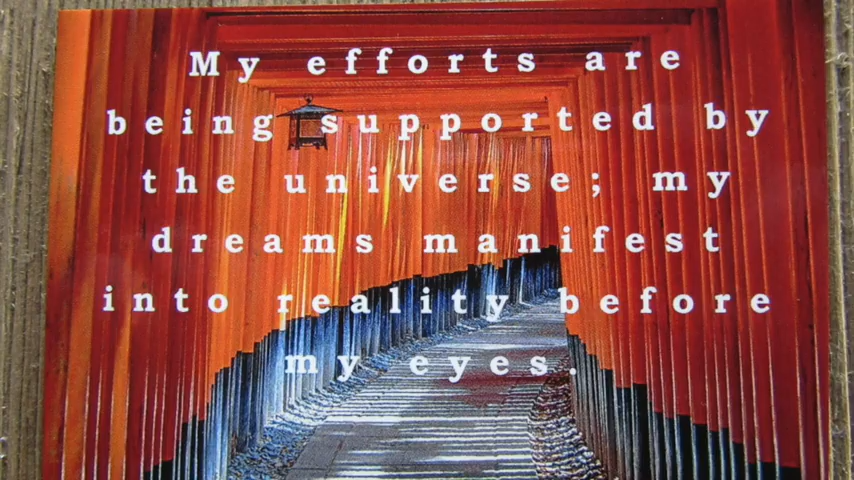 My efforts are
being supported by
the universe; my
dreams manifest
into reality before
my eyes.